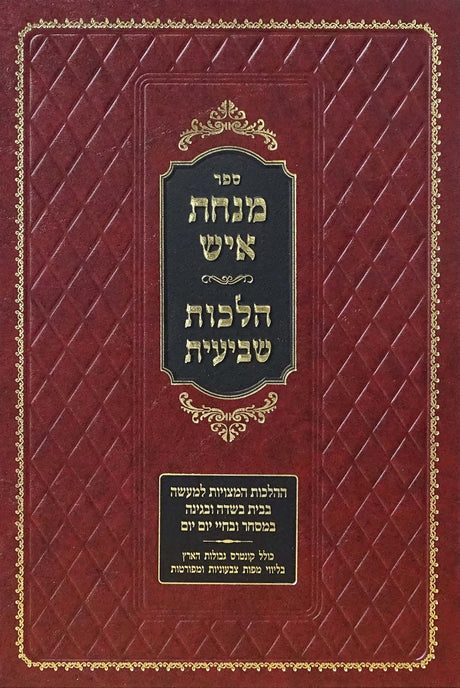 ספר
מנחת
איש
הלכות
שביעית
ההלכות המצויות למעשה
בבית בשדה ובגינה
במסחר ובחיי יום יום
כולל קונטרס גבולות הארץ
בליווי מפות צבעוניות ומפורטות